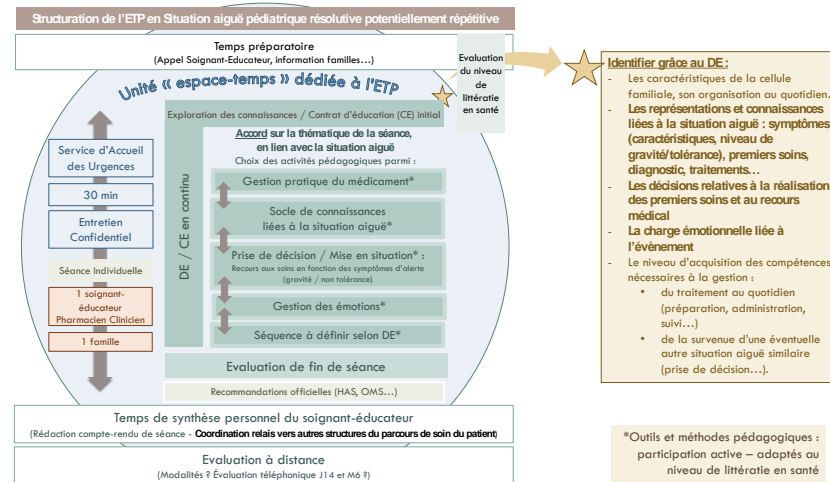 Structuration de l'ETP en Situation aiguë pédiatrique résolutive potentiellement répétitive
Temps préparatoire
(Appel Soignant-Educateur, information familles…)
Evaluation
du niveau
de
littératie
en santé
Unité « espace-temps » dédiée à l'ETP
Exploration des connaissances / Contrat d'éducation (CE) initial
Accord sur la thématique de la séance,
en lien avec la situation aiguë
Choix des activités pédagogiques parmi :
DE / CE en continu
Gestion pratique du médicament*
Socle de connaissances
liées à la situation aiguë*
Prise de décision / Mise en situation* :
Recours aux soins en fonction des symptômes d'alerte
(gravité / non tolérance)
Gestion des émotions*
Séquence à définir selon DE*
Evaluation de fin de séance
Recommandations officielles (HAS, OMS…)
Service d'Accueil
des Urgences
30 min
Entretien
Confidentiel
Séance Individuelle
1 soignant-
éducateur
Pharmacien Clinicien
1 famille
Temps de synthèse personnel du soignant-éducateur
(Rédaction compte-rendu de séance - Coordination relais vers autres structures du parcours de soin du patient)
Evaluation à distance
(Modalités ? Évaluation téléphonique J14 et M6 ?)
Identifier grâce au DE :
- Les caractéristiques de la cellule
familiale, son organisation au quotidien.
- Les représentations et connaissances
liées à la situation aiguë : symptômes
(caractéristiques, niveau de
gravité/tolérance), premiers soins,
diagnostic, traitements…
- Les décisions relatives à la réalisation
des premiers soins et au recours
médical
- La charge émotionnelle liée à
l'évènement
- Le niveau d'acquisition des compétences
nécessaires à la gestion :
• du traitement au quotidien
(préparation, administration,
suivi…)
• de la survenue d'une éventuelle
autre situation aiguë similaire
(prise de décision…).
*Outils et méthodes pédagogiques :
participation active – adaptés au
niveau de littératie en santé